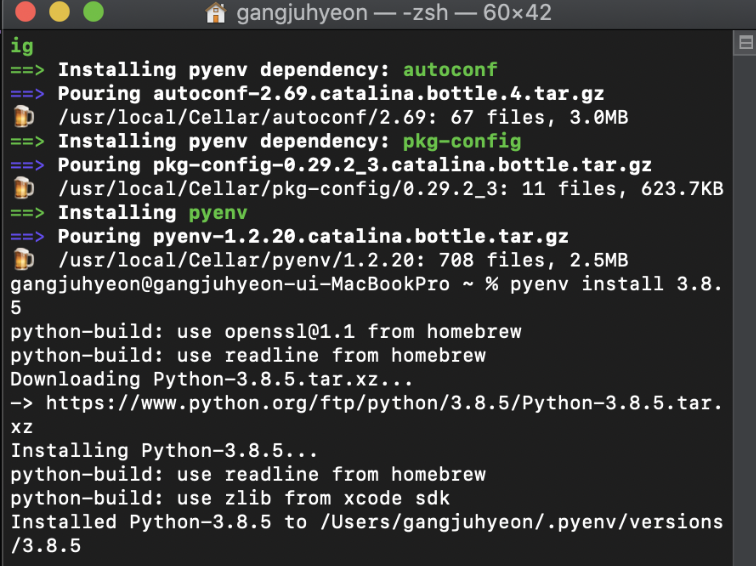 gangjuhyeon — -zsh — 60×42
ig
==> Installing pyenv dependency: autoconf
==> Pouring autoconf-2.69.catalina.bottle.4.tar.gz
/usr/local/Cellar/autoconf/2.69: 67 files, 3.0MB
==> Installing pyenv dependency: pkg-config
==> Pouring pkg-config-0.29.2_3.catalina.bottle.tar.gz
/usr/local/Cellar/pkg-config/0.29.2_3: 11 files, 623.7KB
==> Installing pyenv
==> Pouring pyenv-1.2.20.catalina.bottle.tar.gz
/usr/local/Cellar/pyenv/1.2.20: 708 files, 2.5MB
gangjuhyeon@gangjuhyeon-ui-MacBookPro ~ % pyenv install 3.8.
5
python-build: use openssl@1.1 from homebrew
python-build: use readline from homebrew
Downloading Python-3.8.5.tar.xz...
-> https://www.python.org/ftp/python/3.8.5/Python-3.8.5.tar.
xz
Installing Python-3.8.5...
python-build: use readline from homebrew
python-build: use zlib from xcode sdk
Installed Python-3.8.5 to /Users/gangjuhyeon/.pyenv/versions
/3.8.5